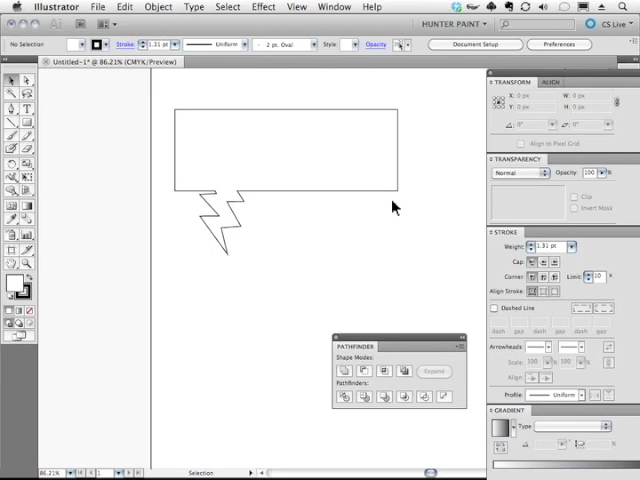 Illustrator File Edit Object Type Select Effect View Window Help
HUNTER PAINT
CS Live
Ai
Br
No Selection Stroke: 1.31 pt Uniform 2 pt. Oval Style Opacity Document Setup Preferences
Untitled-1* @ 86.21% (CMYK/Preview)
TRANSFORM ALIGN
X: 0 px W: 0 px
Y: 0 px H: 0 px
0° 0°
Align to Pixel Grid
TRANSPARENCY
Normal Opacity: 100 %
Clip
Invert Mask
STROKE
Weight: 1.31 pt
Cap:
Corner: Limit: 10 x
Align Stroke:
Dashed Line
dash gap dash gap dash gap
Arrowheads:
Scale: 100 % 100 %
Align:
Profile: Uniform
GRADIENT
Type
PATHFINDER
Shape Modes:
Expand
Pathfinders:
86.21% 1 Selection